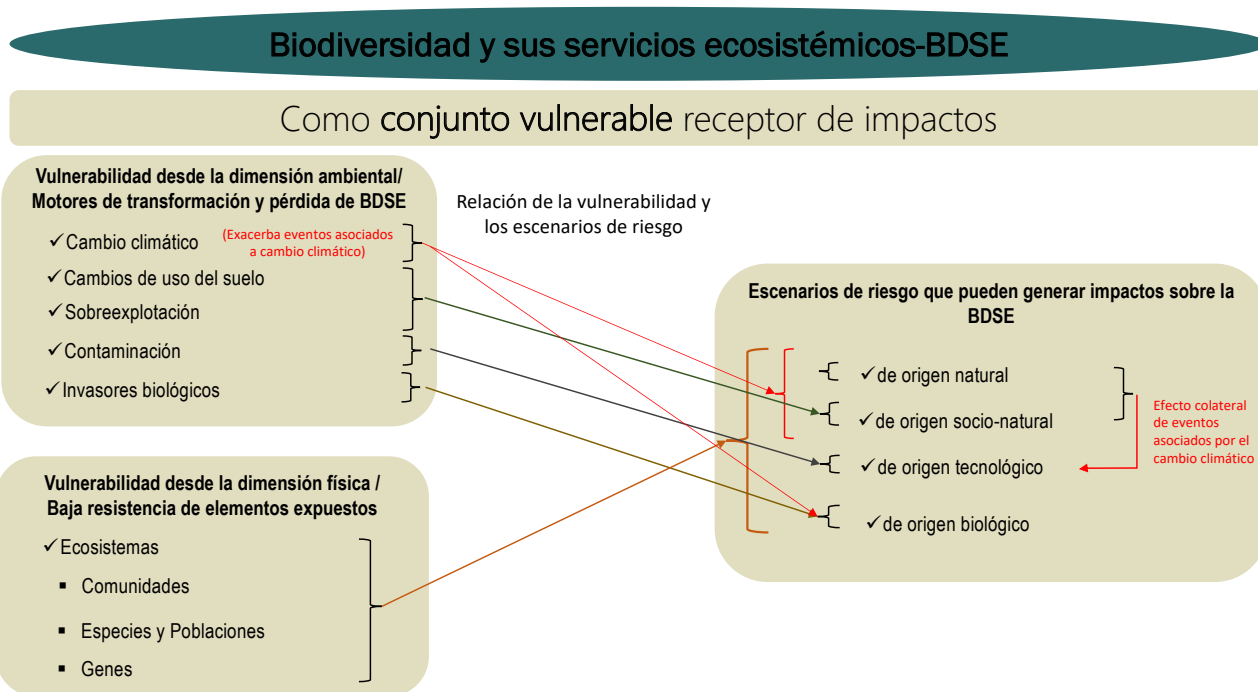 Biodiversidad y sus servicios ecosistémicos-BDSE
Como conjunto vulnerable receptor de impactos
Vulnerabilidad desde la dimensión ambiental/
Motores de transformación y pérdida de BDSE
✓Cambio climático
(Exacerba eventos asociados
a cambio climático)
✓Cambios de uso del suelo
✓Sobreexplotación
✓Contaminación
✓Invasores biológicos
Relación de la vulnerabilidad y
los escenarios de riesgo
Vulnerabilidad desde la dimensión física /
Baja resistencia de elementos expuestos
✓Ecosistemas
▪ Comunidades
▪ Especies y Poblaciones
▪ Genes
Escenarios de riesgo que pueden generar impactos sobre la
BDSE
✓de origen natural
✓de origen socio-natural
✓de origen tecnológico
✓de origen biológico
Efecto colateral
de eventos
asociados por el
cambio climático